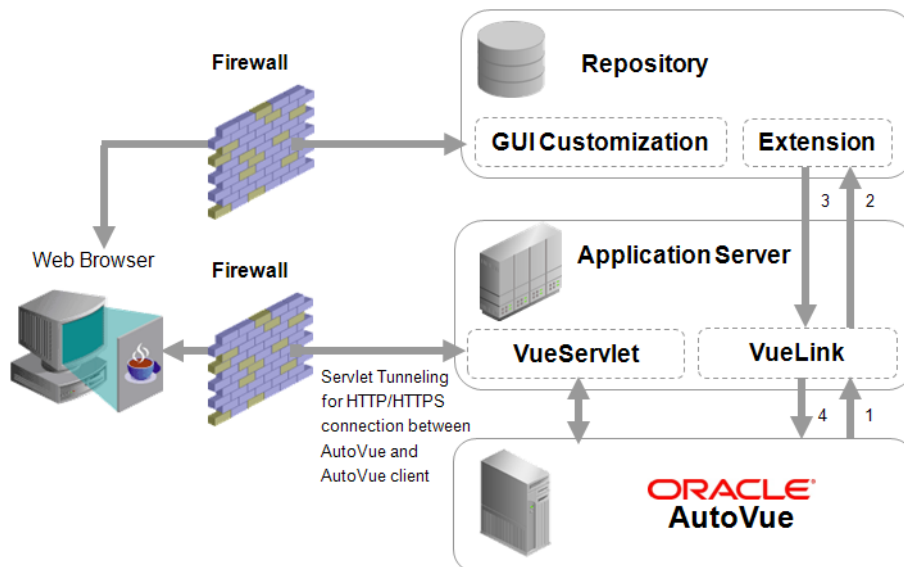 Firewall
Repository
GUI Customization
Extension
3
2
Web Browser
Firewall
Application Server
VueServlet
VueLink
Servlet Tunneling
for HTTP/HTTPS
connection between
AutoVue and
AutoVue client
4
1
ORACLE
AutoVue